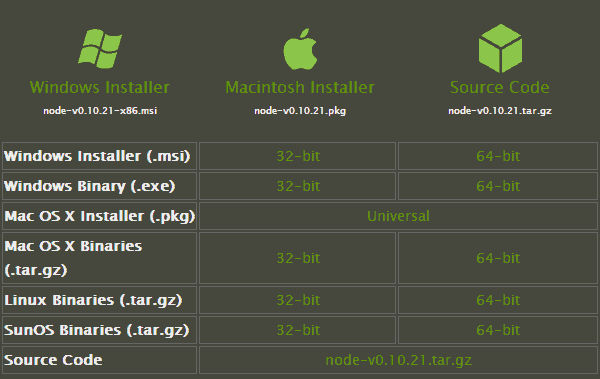 Windows Installer Macintosh Installer Source Code
node-v0.10.21-x86.msi node-v0.10.21.pkg node-v0.10.21.tar.gz
Windows Installer (.msi) 32-bit 64-bit
Windows Binary (.exe) 32-bit 64-bit
Mac OS X Installer (.pkg) Universal
Mac OS X Binaries
(.tar.gz) 32-bit 64-bit
Linux Binaries (.tar.gz) 32-bit 64-bit
SunOS Binaries (.tar.gz) 32-bit 64-bit
Source Code node-v0.10.21.tar.gz